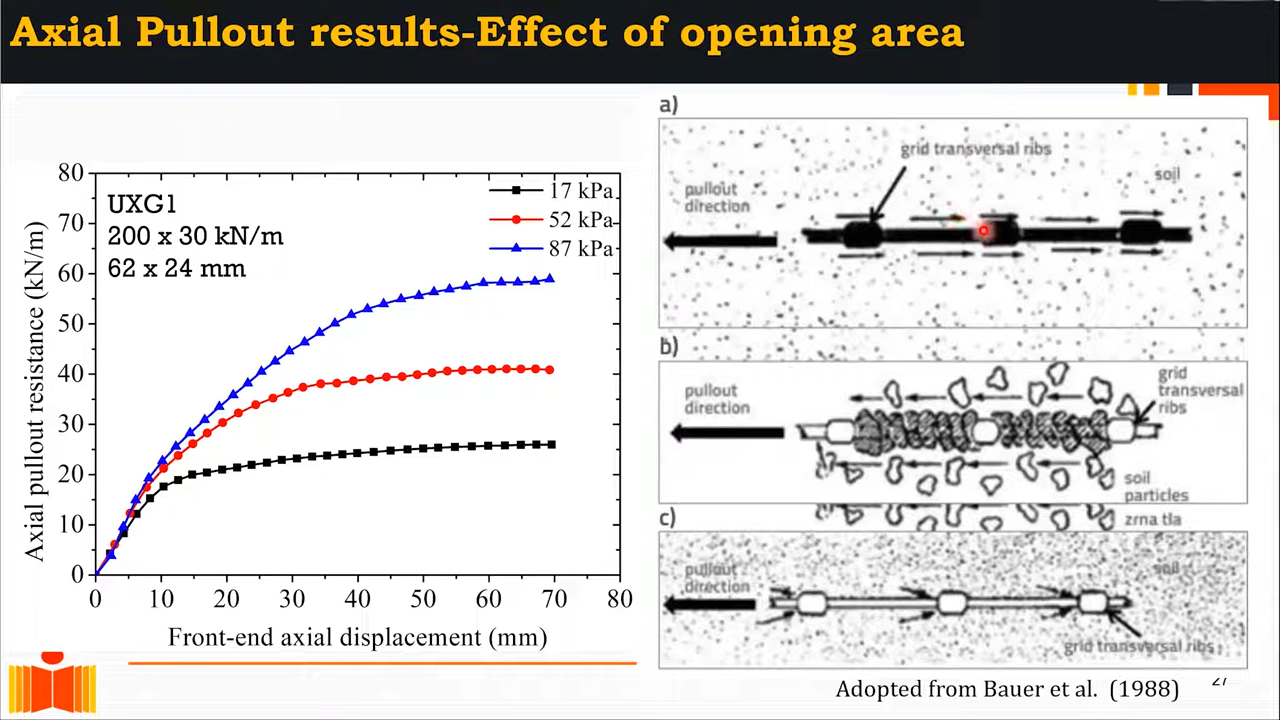 Axial Pullout results-Effect of opening area
80
70
60
50
40
30
20
10
0
0 10 20 30 40 50 60 70 80
Axial pullout resistance (kN/m)
Front-end axial displacement (mm)
UXG1
200 x 30 kN/m
62 x 24 mm
17 kPa
52 kPa
87 kPa
a)
grid transversal ribs
soil
pullout
direction
b)
pullout
direction
grid
transversal
ribs
soil
particles
zrna tla
c)
pullout
direction
soil
grid transversal ribs
Adopted from Bauer et al. (1988)
27